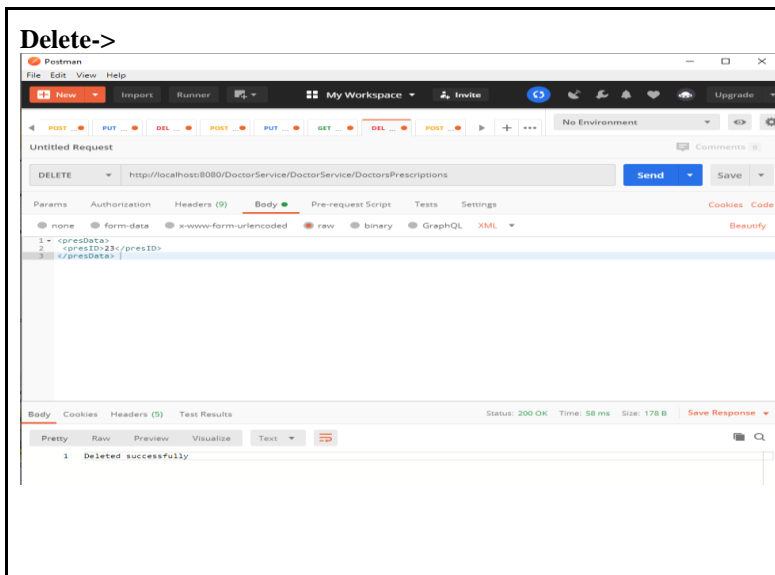 Delete->
Postman
File Edit View Help
New Import Runner My Workspace Invite Upgrade
POST ... PUT ... DEL ... POST ... PUT ... GET ... DEL ... POST ... No Environment
Untitled Request Comments 0
DELETE http://localhost:8080/DoctorService/DoctorService/DoctorsPrescriptions Send Save
Params Authorization Headers (9) Body Pre-request Script Tests Settings Cookies Code
none form-data x-www-form-urlencoded raw binary GraphQL XML Beautify
1 <presData>
2 <presID>23</presID>
3 </presData>
Body Cookies Headers (5) Test Results Status: 200 OK Time: 58 ms Size: 178 B Save Response
Pretty Raw Preview Visualize Text
1 Deleted successfully